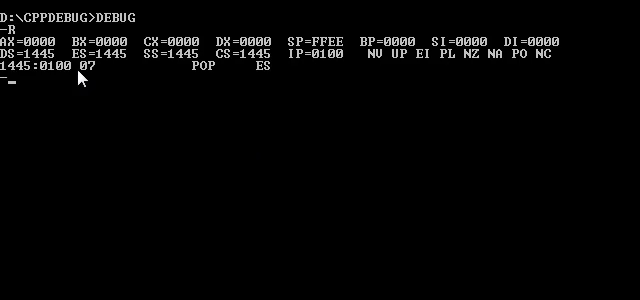 D:\CPPDEBUG>DEBUG
-R
AX=0000  BX=0000  CX=0000  DX=0000  SP=FFEE  BP=0000  SI=0000  DI=0000
DS=1445  ES=1445  SS=1445  CS=1445  IP=0100   NV UP EI PL NZ NA PO NC
1445:0100 07            POP     ES
-_